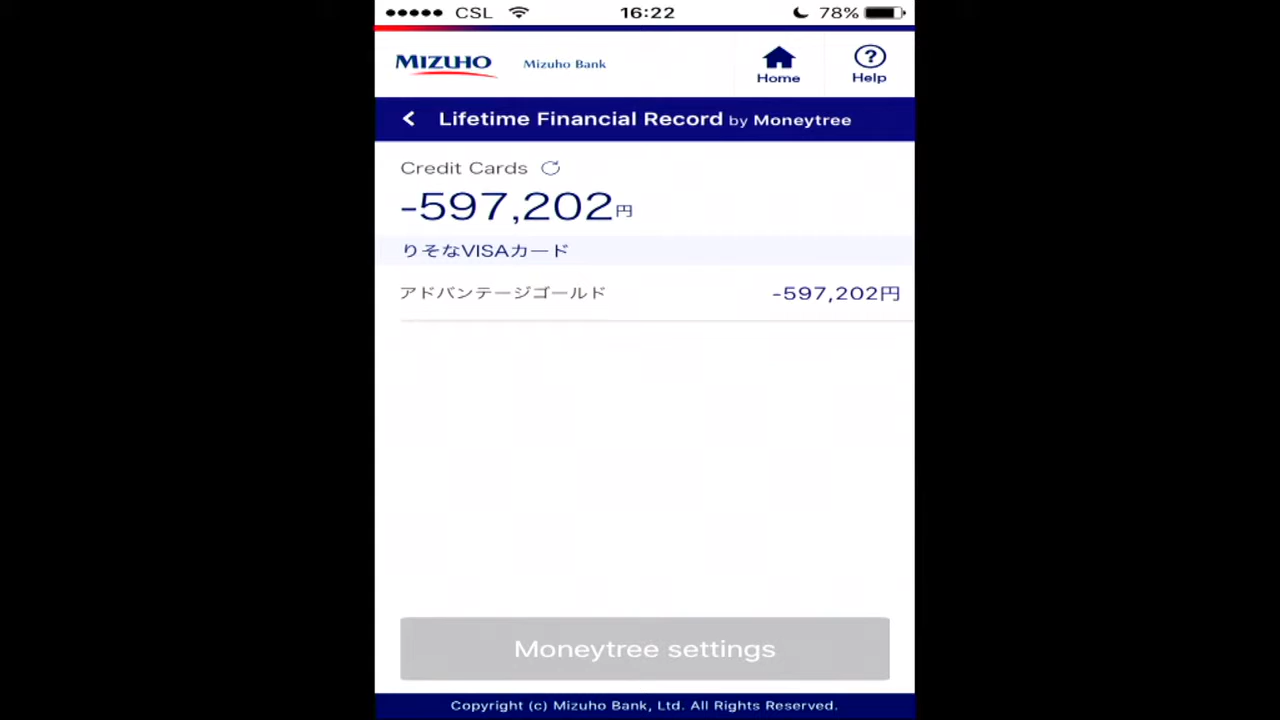 CSL 16:22 78%
MIZUHO Mizuho Bank Home ? Help
Lifetime Financial Record by Moneytree
Credit Cards
-597,202円
りそなVISAカード
アドバンテージゴールド -597,202円
Moneytree settings
Copyright (c) Mizuho Bank, Ltd. All Rights Reserved.